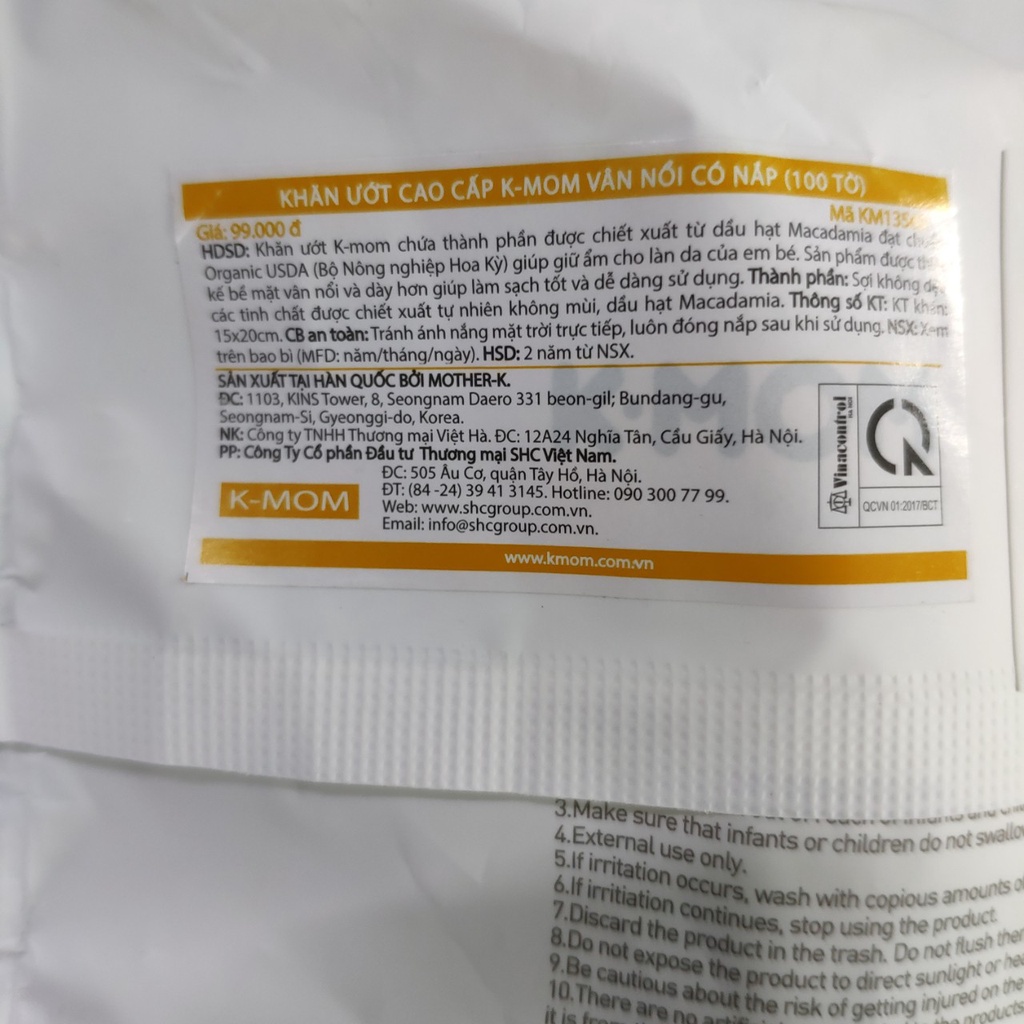 KHĂN ƯỚT CAO CẤP K-MOM VÂN NỔI CÓ NẮP (100 TỜ)
Giá: 99.000 đ
Mã KM135
HDSD: Khăn ướt K-mom chứa thành phần được chiết xuất từ dầu hạt Macadamia đạt
Organic USDA (Bộ Nông nghiệp Hoa Kỳ) giúp giữ ẩm cho làn da của em bé. Sản phẩm được
kế bề mặt vân nổi và dày hơn giúp làm sạch tốt và dễ dàng sử dụng. Thành phần: Sợi không
các tinh chất được chiết xuất tự nhiên không mùi, dầu hạt Macadamia. Thông số KT: KT khăn:
15x20cm. CB an toàn: Tránh ánh nắng mặt trời trực tiếp, luôn đóng nắp sau khi sử dụng. NSX: Xem
trên bao bì (MFD: năm/tháng/ngày). HSD: 2 năm từ NSX.
SẢN XUẤT TẠI HÀN QUỐC BỞI MOTHER-K.
ĐC: 1103, KINS Tower, 8, Seongnam Daero 331 beon-gil; Bundang-gu,
Seongnam-Si, Gyeonggi-do, Korea.
NK: Công ty TNHH Thương mại Việt Hà. ĐC: 12A24 Nghĩa Tân, Cầu Giấy, Hà Nội.
PP: Công Ty Cổ phần Đầu tư Thương mại SHC Việt Nam.
ĐC: 505 Âu Cơ, quận Tây Hồ, Hà Nội.
ĐT: (84 -24) 39 41 3145. Hotline: 090 300 77 99.
Web: www.shcgroup.com.vn.
Email: info@shcgroup.com.vn.
K-MOM
Vinacontrol
QCVN 01:2017/BCT
www.kmom.com.vn
3.Make sure that infants or children do not swallow
4.External use only.
5.If irritation occurs, wash with copious amounts of
6.If irritiation continues, stop using the product.
7.Discard the product in the trash. Do not flush
8.Do not expose the product to direct sunlight or
9.Be cautious about the risk of getting injured on the
10.There are no
it is from
products